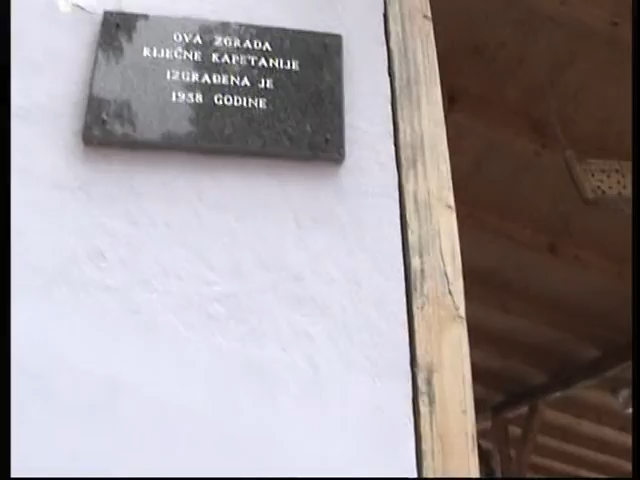 OVA ZGRADA
RIJEČNE KAPETANIJE
IZGRAĐENA JE
1938 GODINE